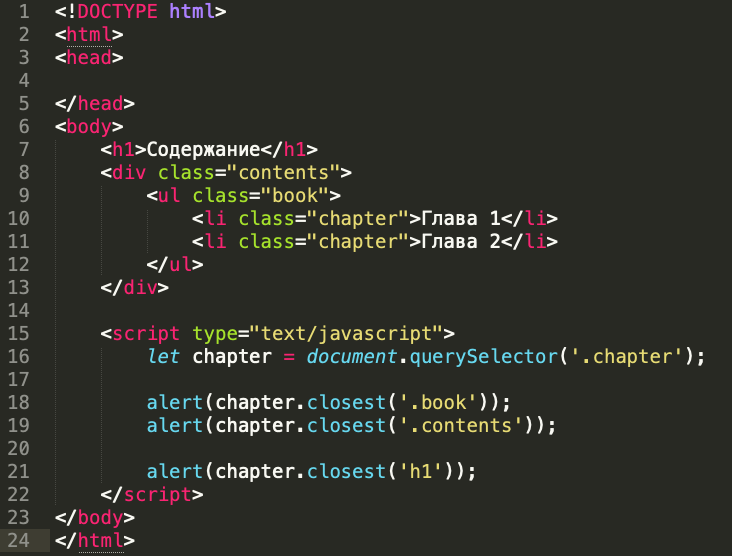 1 <!DOCTYPE html>
2 <html>
3 <head>
4
5 </head>
6 <body>
7     <h1>Содержание</h1>
8     <div class="contents">
9         <ul class="book">
10             <li class="chapter">Глава 1</li>
11             <li class="chapter">Глава 2</li>
12         </ul>
13     </div>
14
15     <script type="text/javascript">
16         let chapter = document.querySelector('.chapter');
17
18         alert(chapter.closest('.book'));
19         alert(chapter.closest('.contents'));
20
21         alert(chapter.closest('h1'));
22     </script>
23 </body>
24 </html>